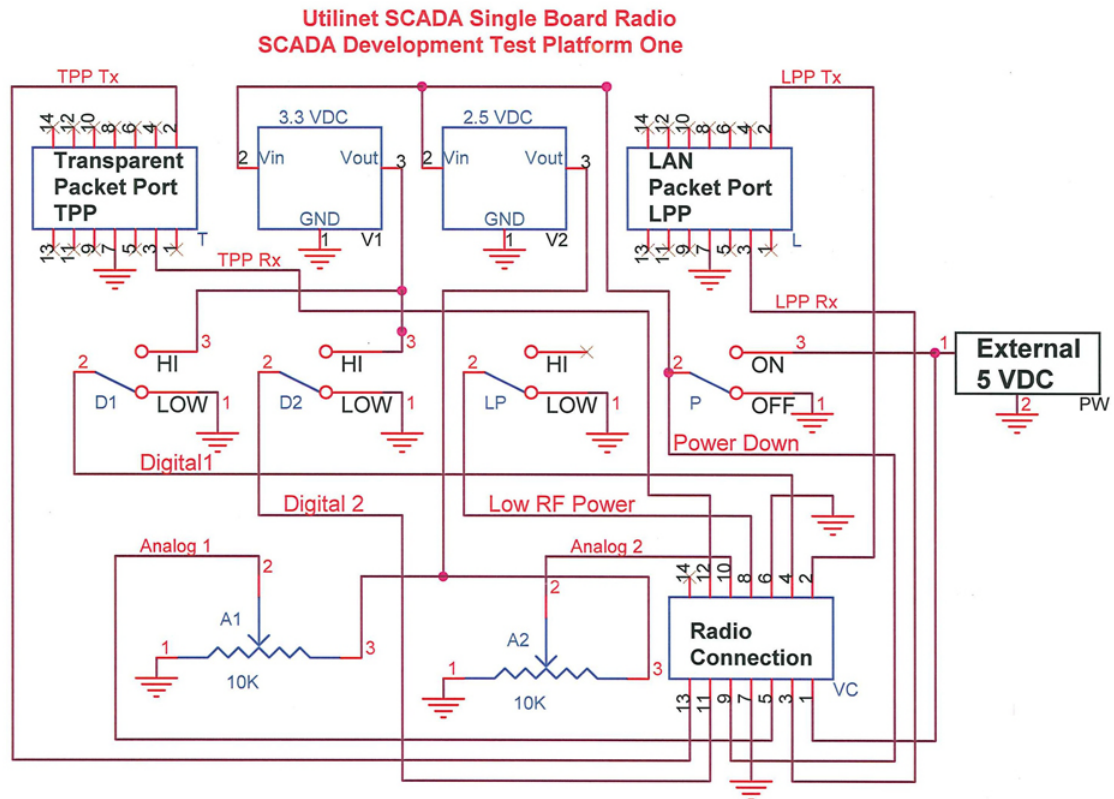 Utilinet SCADA Single Board Radio
SCADA Development Test Platform One
TPP Tx
LPP Tx
14 12 10 8 6 4 2
3.3 VDC
2.5 VDC
14 12 10 8 6 4 2
Transparent
Packet Port
TPP
2 Vin Vout 3
GND
1 V1
2 Vin Vout 3
GND
1 V2
LAN
Packet Port
LPP
T
L
13 11 9 7 5 3 1
13 11 9 7 5 3 1
TPP Rx
LPP Rx
3
HI
2
D1
LOW 1
3
HI
2
D2
LOW 1
HI
2
LP
LOW 1
3
ON
2
P
OFF 1
1
External
5 VDC
PW
2
Power Down
Digital1
Digital 2
Low RF Power
Analog 1
2
A1
1
3
10K
Analog 2
2
A2
1
3
10K
14 12 10 8 6 4 2
Radio
Connection
VC
13 11 9 7 5 3 1